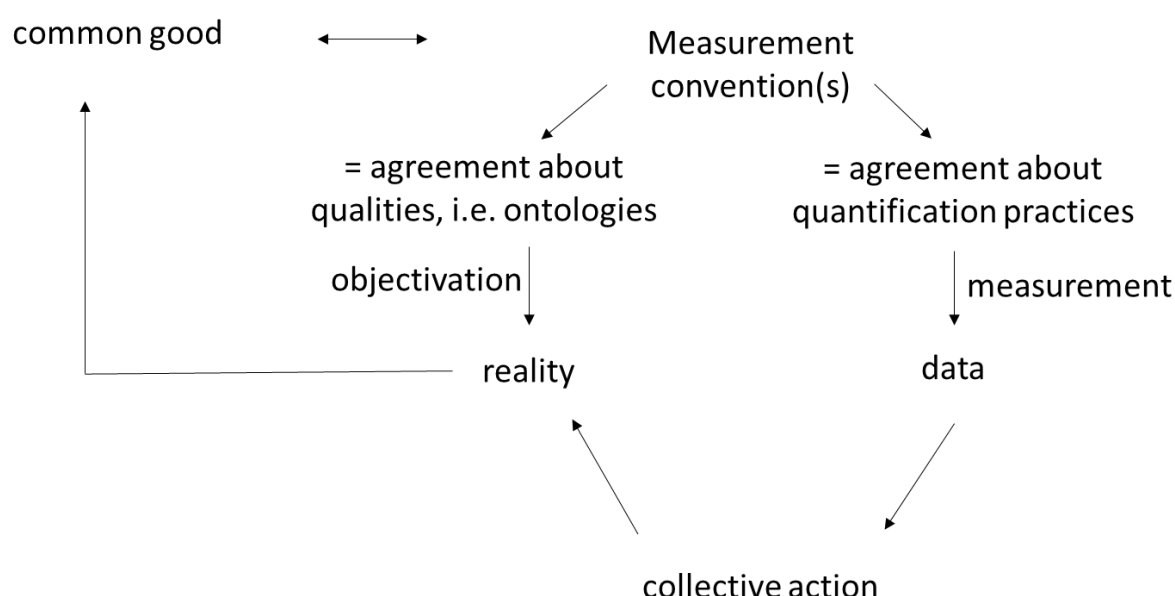 common good
Measurement
convention(s)
= agreement about
qualities, i.e. ontologies
= agreement about
quantification practices
objectivation
measurement
reality
data
collective action